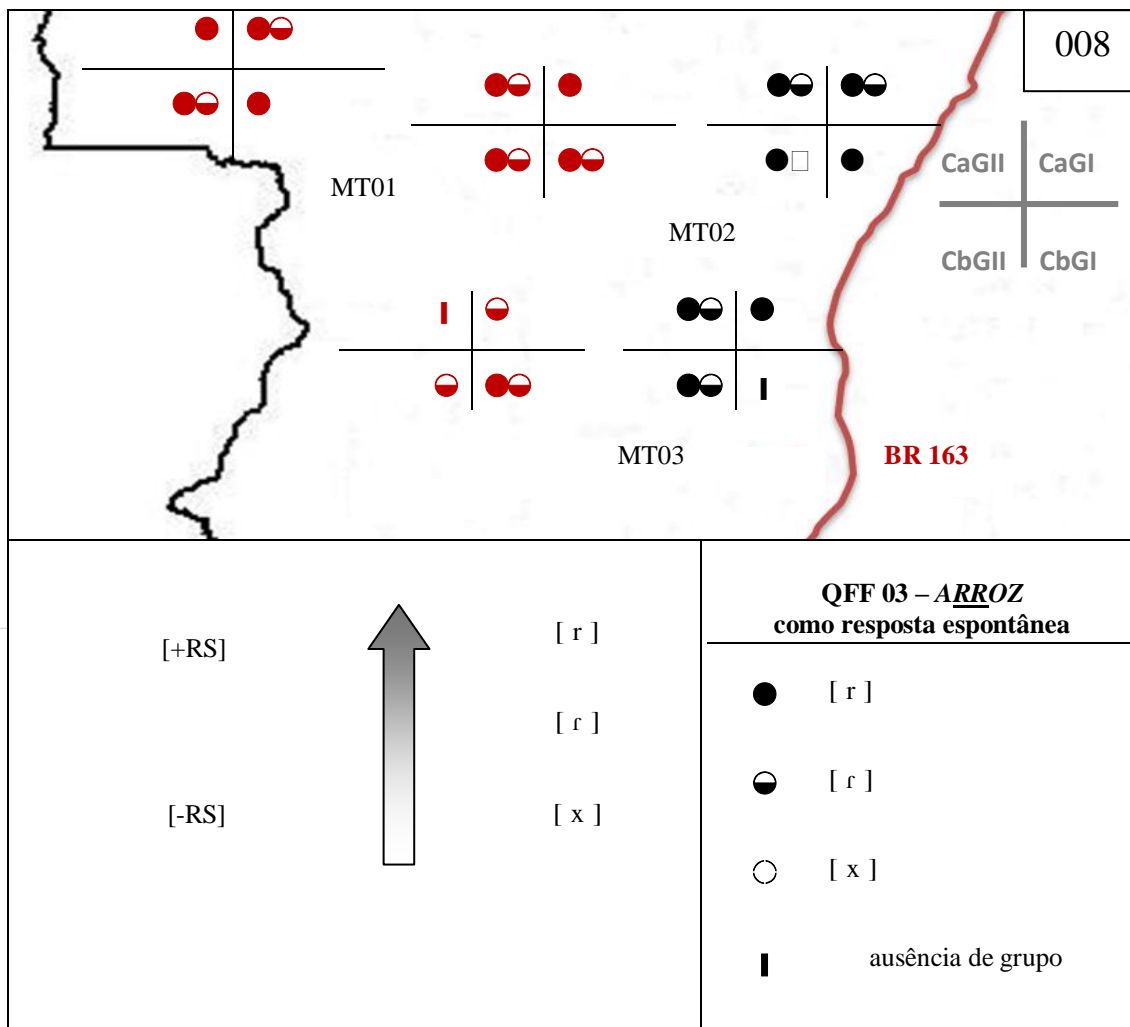 008
CaGII CaGI
MT01
MT02
CbGII CbGI
MT03
BR 163
QFF 03 – ARROZ
como resposta espontânea
[+RS]
[ r ]
[ ɾ ]
[-RS]
[ x ]
[ r ]
[ ɾ ]
[ x ]
ausência de grupo